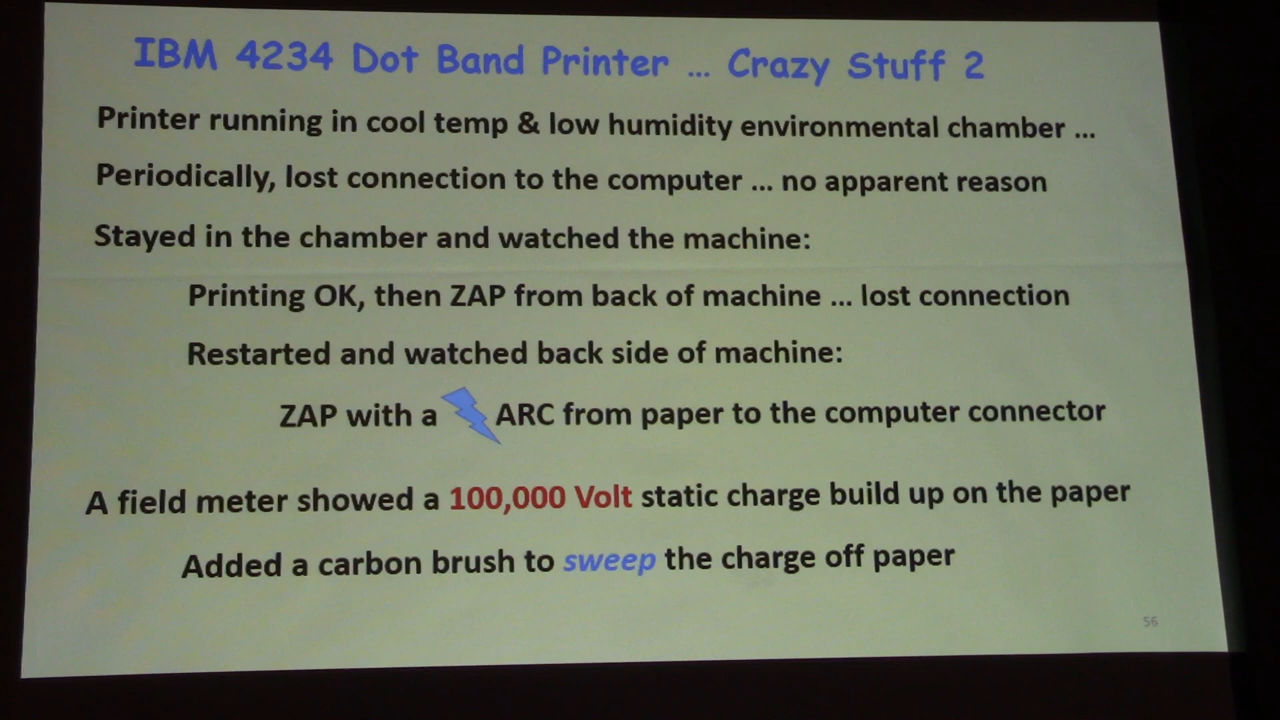 IBM 4234 Dot Band Printer ... Crazy Stuff 2
Printer running in cool temp & low humidity environmental chamber ...
Periodically, lost connection to the computer ... no apparent reason
Stayed in the chamber and watched the machine:
Printing OK, then ZAP from back of machine ... lost connection
Restarted and watched back side of machine:
ZAP with a ARC from paper to the computer connector
A field meter showed a 100,000 Volt static charge build up on the paper
Added a carbon brush to sweep the charge off paper
56